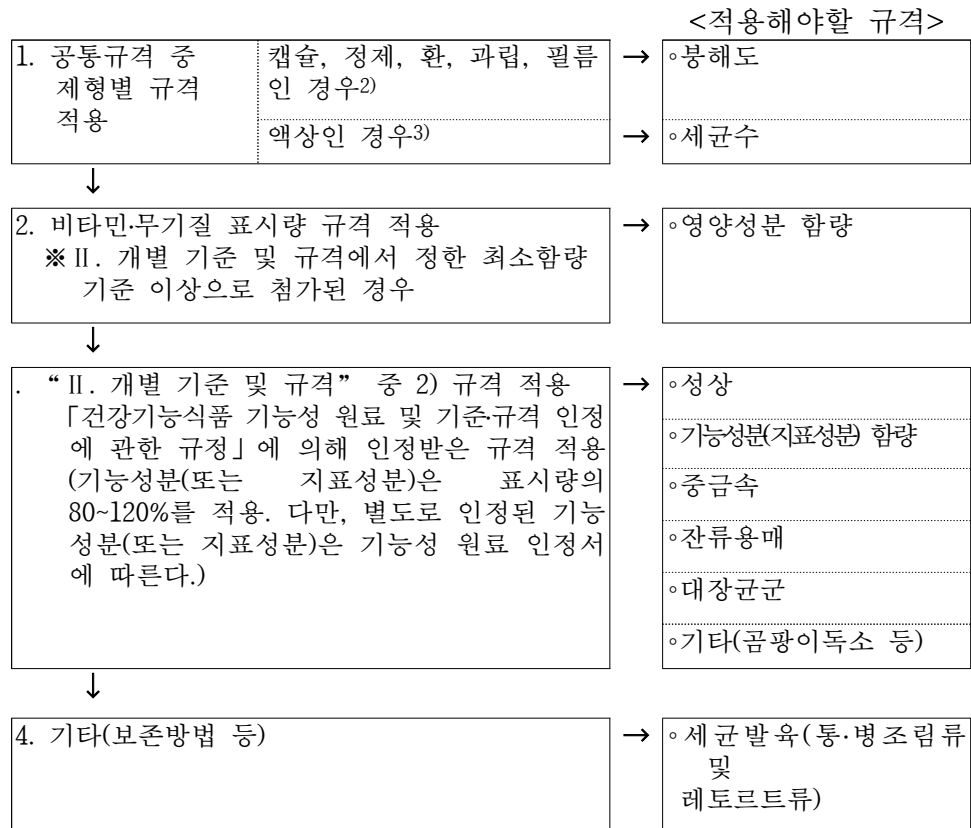 <적용해야할 규격>
1. 공통규격 중
제형별 규격
적용
캡슐, 정제, 환, 과립, 필름
인 경우2)
→
◦붕해도
액상인 경우3)
→
◦세균수
↓
2. 비타민·무기질 표시량 규격 적용
※Ⅱ. 개별 기준 및 규격에서 정한 최소함량
기준 이상으로 첨가된 경우
→
◦영양성분 함량
↓
. “Ⅱ. 개별 기준 및 규격” 중 2) 규격 적용
「건강기능식품 기능성 원료 및 기준·규격 인정
에 관한 규정」에 의해 인정받은 규격 적용
(기능성분(또는 지표성분)은 표시량의
80~120%를 적용. 다만, 별도로 인정된 기능
성분(또는 지표성분)은 기능성 원료 인정서
에 따른다.)
→
◦성상
◦기능성분(지표성분) 함량
◦중금속
◦잔류용매
◦대장균군
◦기타(곰팡이독소 등)
↓
4. 기타(보존방법 등)
→
◦세균발육(통·병조림류
및
레토르트류)